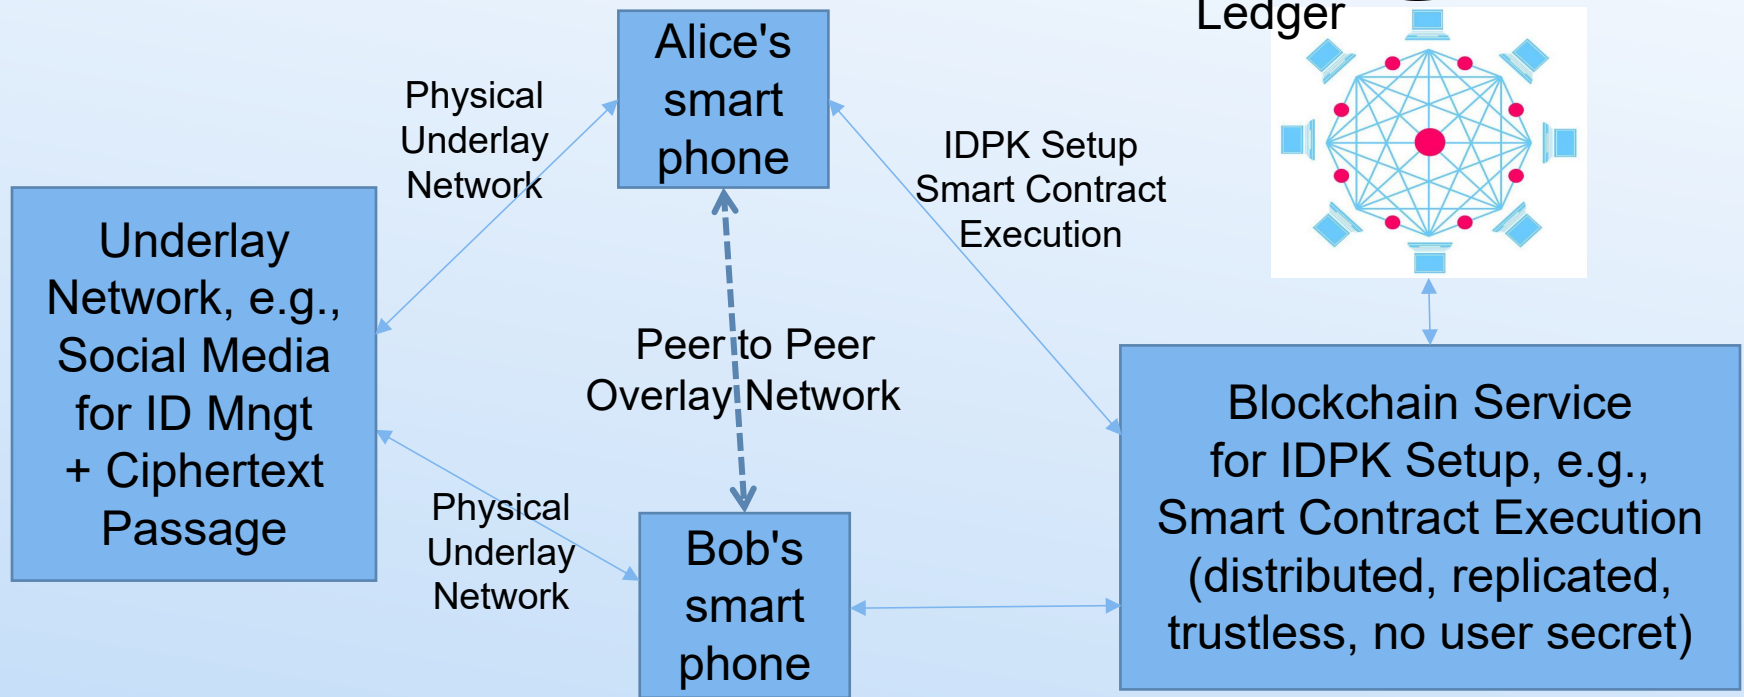 Ledger
Alice's
smart
phone
Physical
Underlay
Network
IDPK Setup
Smart Contract
Execution
Underlay
Network, e.g.,
Social Media
for ID Mngt
+ Ciphertext
Passage
Peer to Peer
Overlay Network
Physical
Underlay
Network
Bob's
smart
phone
Blockchain Service
for IDPK Setup, e.g.,
Smart Contract Execution
(distributed, replicated,
trustless, no user secret)